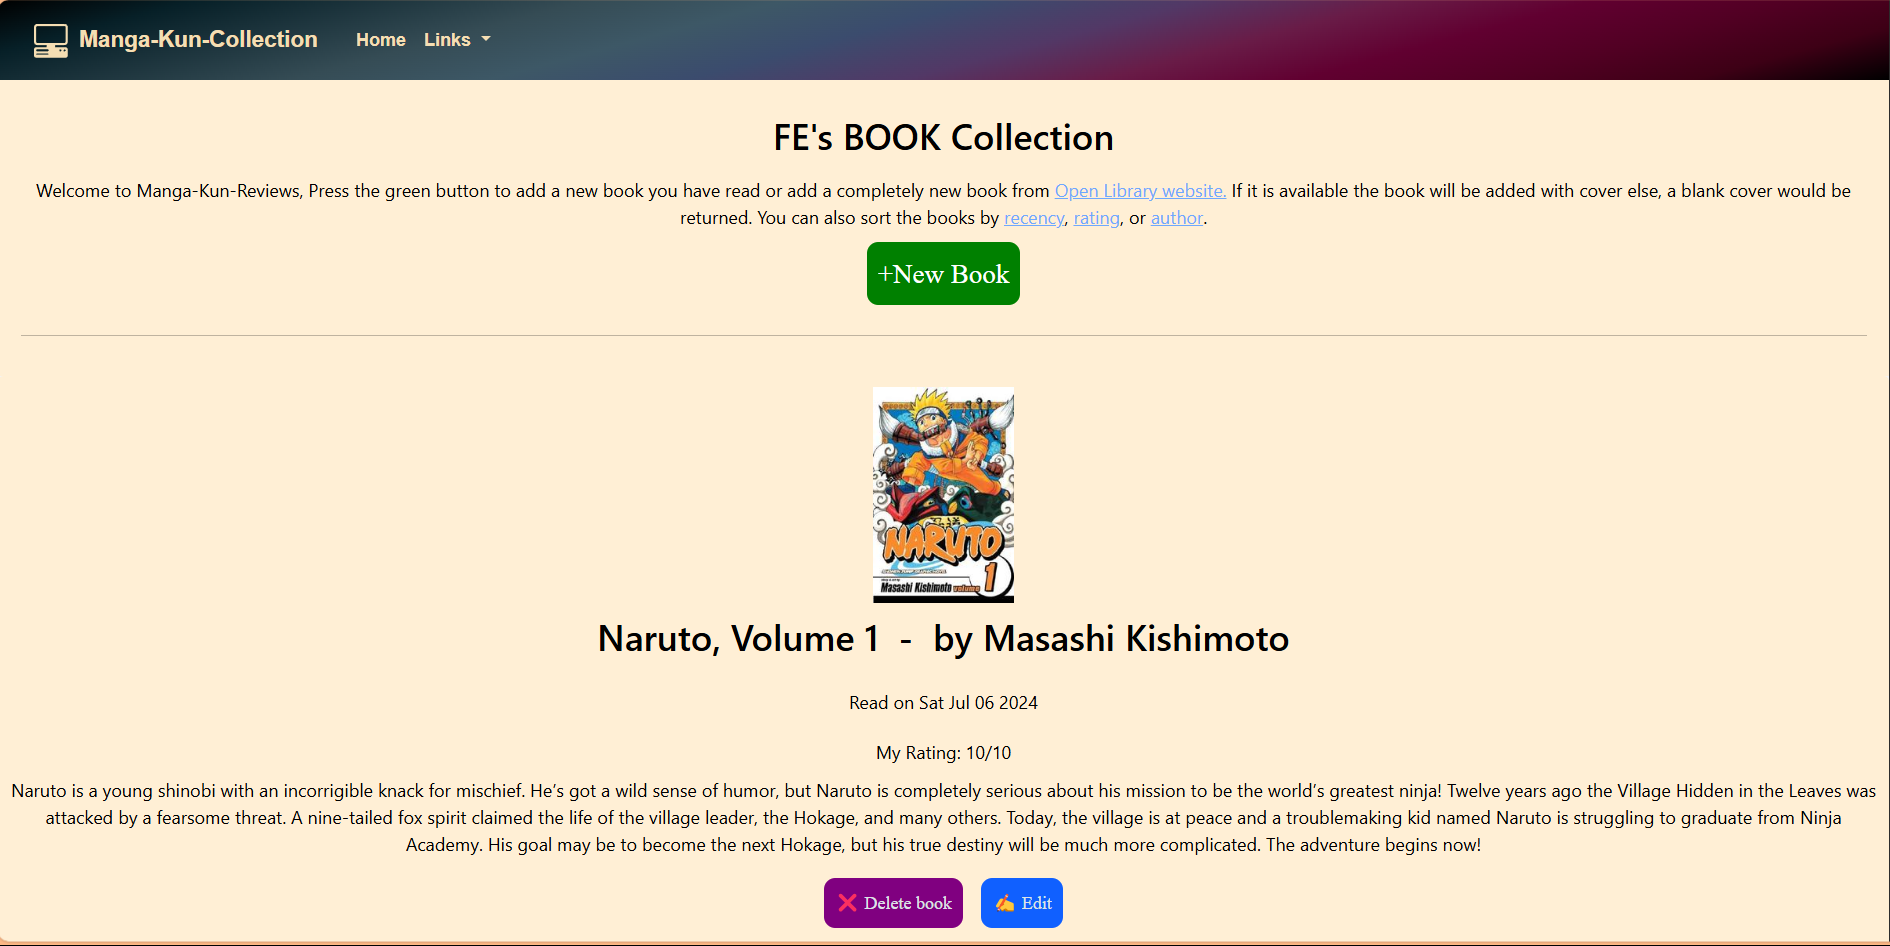 Manga-Kun-Collection Home Links
FE's BOOK Collection
Welcome to Manga-Kun-Reviews, Press the green button to add a new book you have read or add a completely new book from Open Library website. If it is available the book will be added with cover else, a blank cover would be
returned. You can also sort the books by recency, rating, or author.
+New Book
NARUTO
Masashi Kishimoto volume 1
Naruto, Volume 1 - by Masashi Kishimoto
Read on Sat Jul 06 2024
My Rating: 10/10
Naruto is a young shinobi with an incorrigible knack for mischief. He’s got a wild sense of humor, but Naruto is completely serious about his mission to be the world’s greatest ninja! Twelve years ago the Village Hidden in the Leaves was
attacked by a fearsome threat. A nine-tailed fox spirit claimed the life of the village leader, the Hokage, and many others. Today, the village is at peace and a troublemaking kid named Naruto is struggling to graduate from Ninja
Academy. His goal may be to become the next Hokage, but his true destiny will be much more complicated. The adventure begins now!
❌ Delete book ✍ Edit